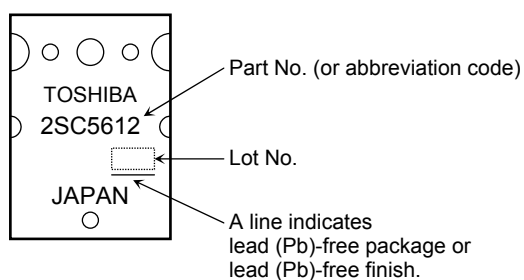 TOSHIBA
2SC5612
JAPAN
Part No. (or abbreviation code)
Lot No.
A line indicates
lead (Pb)-free package or
lead (Pb)-free finish.